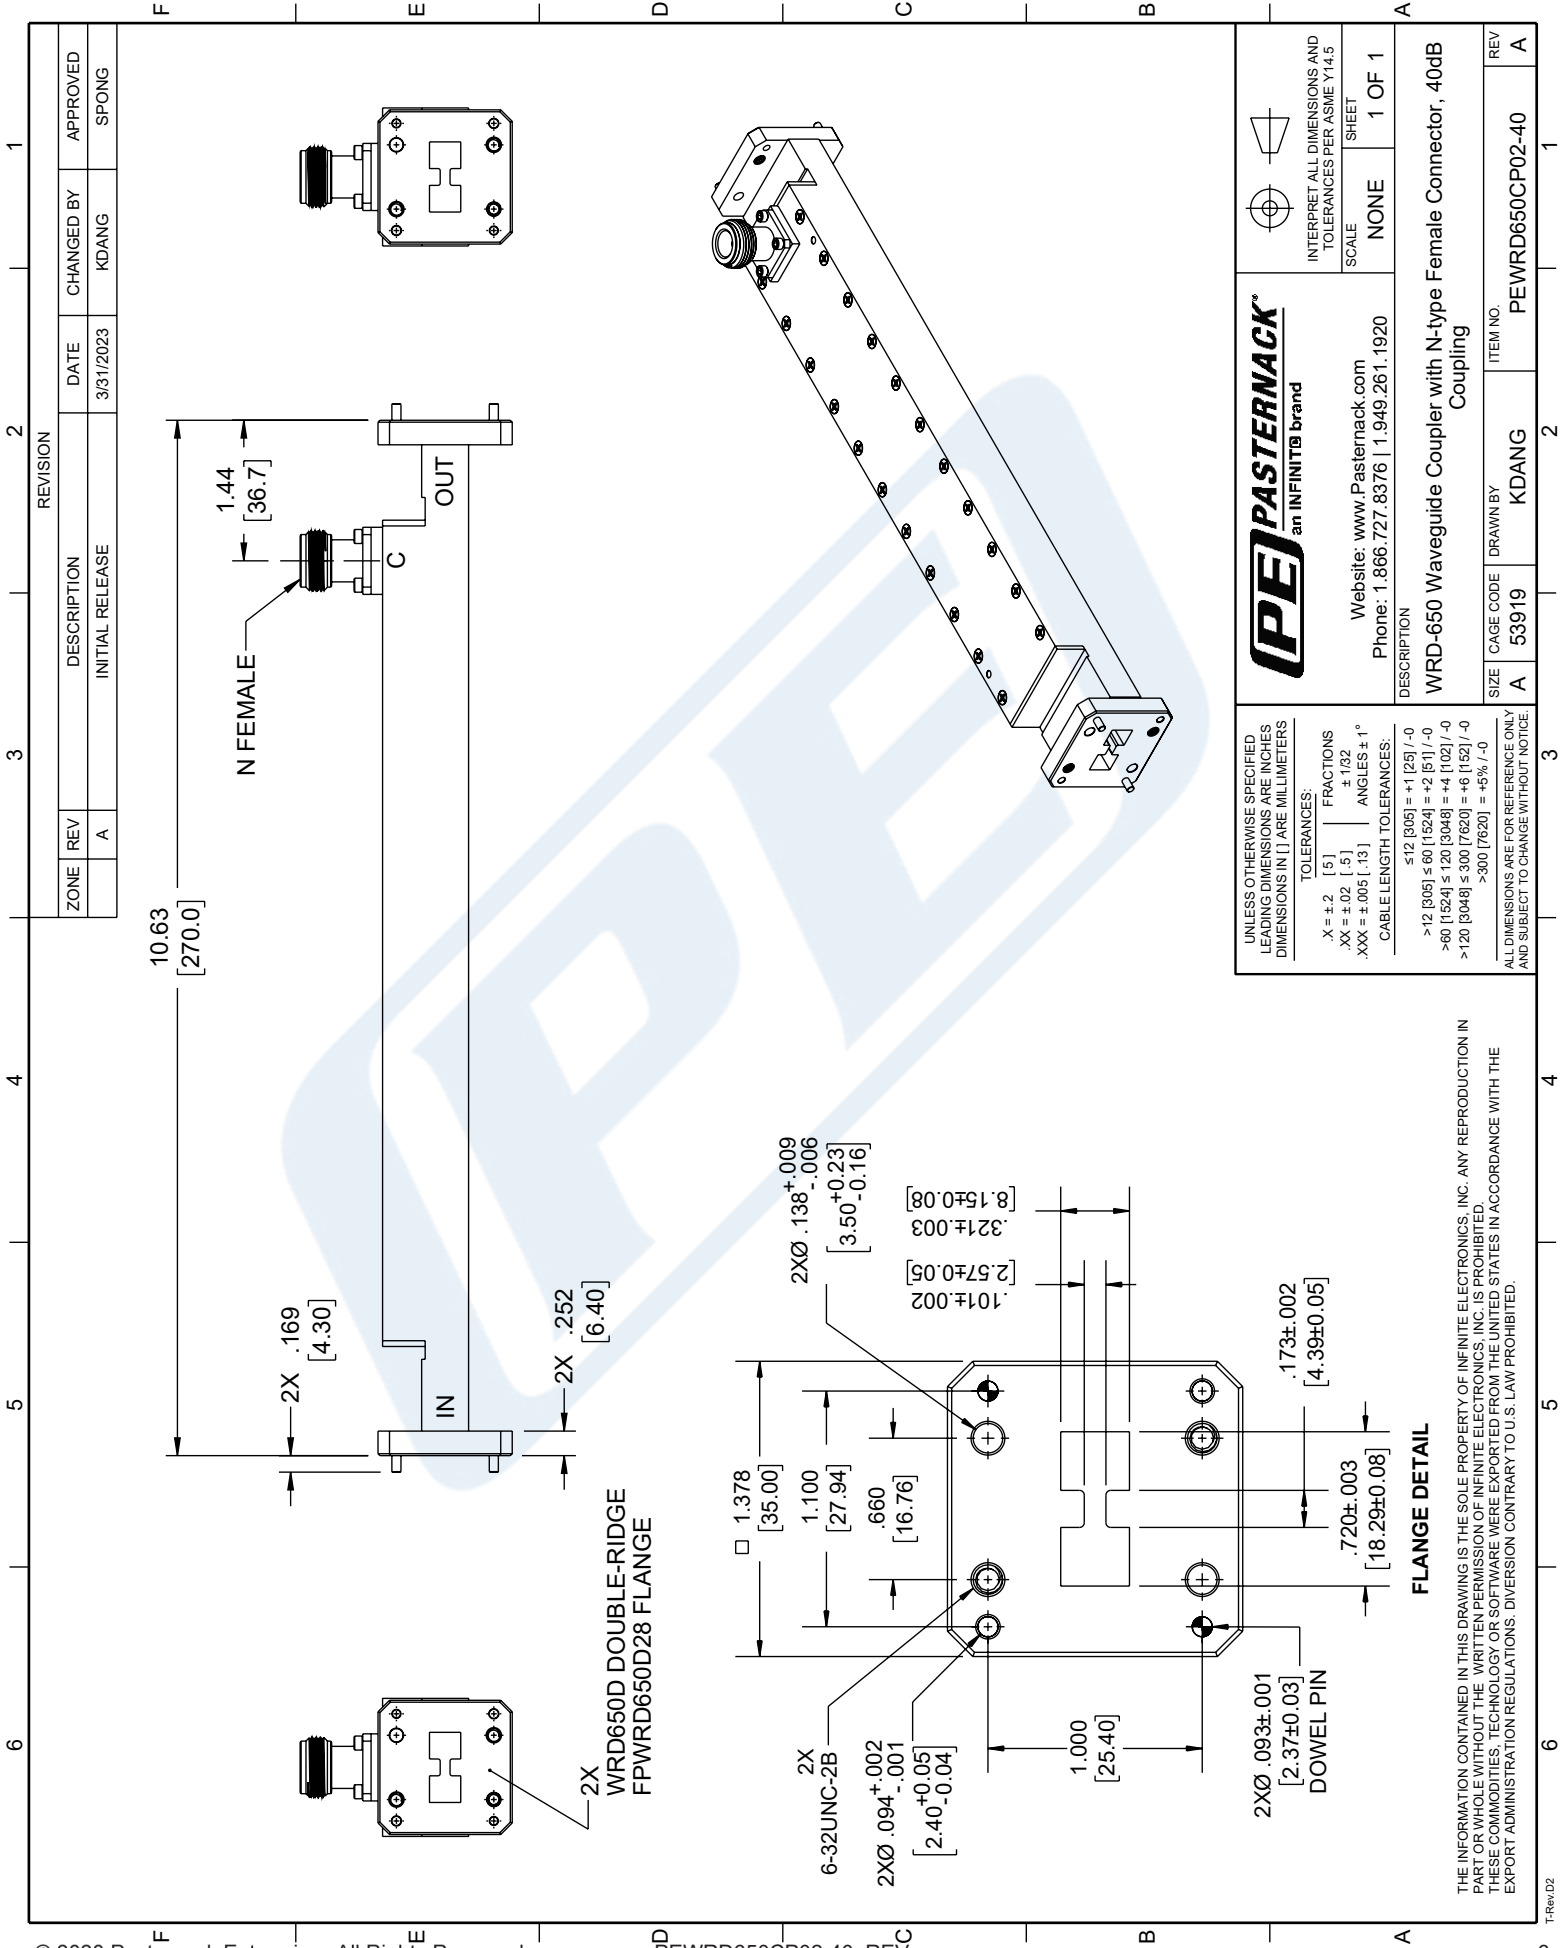 REVISION
ZONE REV DESCRIPTION DATE CHANGED BY APPROVED
A INITIAL RELEASE 3/31/2023 KDANG SPONG
6 5 4 3 2 1
F
E
D
C
B
A
10.63
[270.0]
1.44
[36.7]
N FEMALE
C
OUT
IN
2X .169
[4.30]
2X .252
[6.40]
2X
WRD650D DOUBLE-RIDGE
FPWRD650D28 FLANGE
□ 1.378
[35.00]
1.100
[27.94]
.660
[16.76]
2XØ .138+.009 -.006
[3.50+0.23 -0.16]
.101±.002
[2.57±0.05]
.321±.003
[8.15±0.08]
2X
6-32UNC-2B
2XØ .094+.002 -.001
[2.40+0.05 -0.04]
1.000
[25.40]
2XØ .093±.001
[2.37±0.03]
DOWEL PIN
.173±.002
[4.39±0.05]
.720±.003
[18.29±0.08]
FLANGE DETAIL
THE INFORMATION CONTAINED IN THIS DRAWING IS THE SOLE PROPERTY OF INFINITE ELECTRONICS, INC. ANY REPRODUCTION IN
PART OR WHOLE WITHOUT THE WRITTEN PERMISSION OF INFINITE ELECTRONICS, INC. IS PROHIBITED.
THESE COMMODITIES, TECHNOLOGY OR SOFTWARE WERE EXPORTED FROM THE UNITED STATES IN ACCORDANCE WITH THE
EXPORT ADMINISTRATION REGULATIONS. DIVERSION CONTRARY TO U.S. LAW PROHIBITED.
UNLESS OTHERWISE SPECIFIED
LEADING DIMENSIONS ARE INCHES
DIMENSIONS IN [ ] ARE MILLIMETERS
TOLERANCES:
.X = ±.2 [5] FRACTIONS
.XX = ±.02 [.5] ± 1/32
.XXX = ±.005 [.13] ANGLES ± 1°
CABLE LENGTH TOLERANCES:
≤12 [305] = +1 [25] / -0
>12 [305] ≤ 60 [1524] = +2 [51] / -0
>60 [1524] ≤ 120 [3048] = +4 [102] / -0
>120 [3048] ≤ 300 [7620] = +6 [152] / -0
>300 [7620] = +5% / -0
ALL DIMENSIONS ARE FOR REFERENCE ONLY
AND SUBJECT TO CHANGE WITHOUT NOTICE.
PE PASTERNACK®
an INFINIT brand
Website: www.Pasternack.com
Phone: 1.866.727.8376 | 1.949.261.1920
INTERPRET ALL DIMENSIONS AND
TOLERANCES PER ASME Y14.5
SCALE NONE
SHEET 1 OF 1
DESCRIPTION
WRD-650 Waveguide Coupler with N-type Female Connector, 40dB
Coupling
SIZE A
CAGE CODE 53919
DRAWN BY KDANG
ITEM NO. PEWRD650CP02-40
REV A
6 5 4 3 2 1
F
E
D
C
B
A
T-Rev.D2
PE